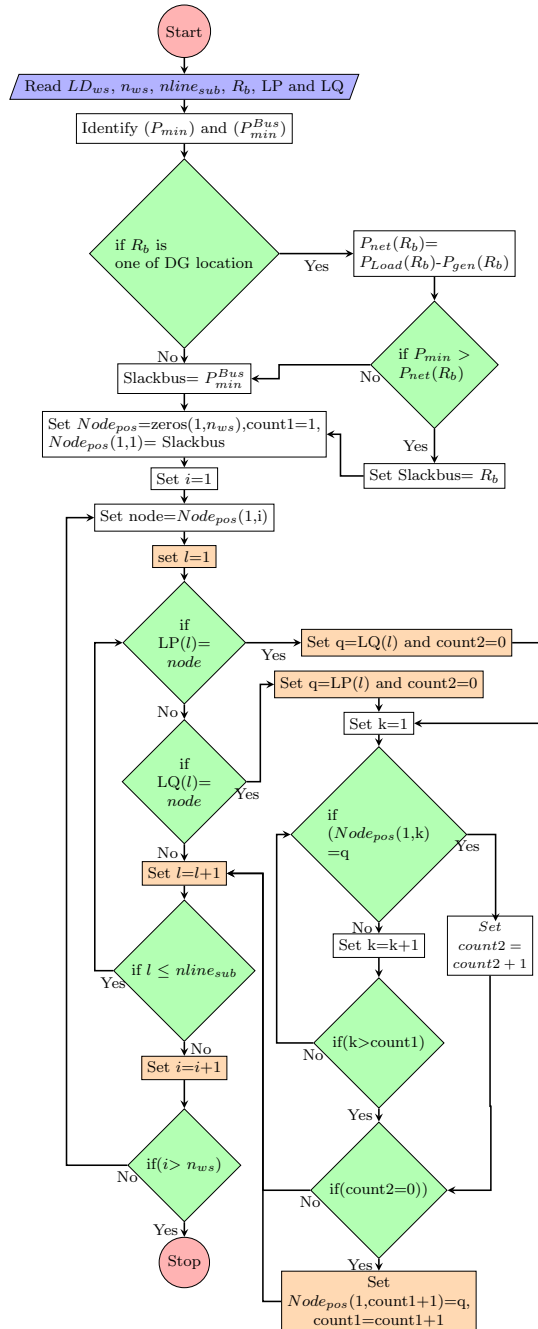 Start
Read LD_ws, n_ws, nline_sub, R_b, LP and LQ
Identify (P_min) and (P_min^Bus)
if R_b is
one of DG location
Yes
P_net(R_b)=
P_Load(R_b)-P_gen(R_b)
No
if P_min >
P_net(R_b)
No
Slackbus= P_min^Bus
Yes
Set Node_pos=zeros(1,n_ws),count1=1,
Node_pos(1,1)= Slackbus
Set Slackbus= R_b
Set i=1
Set node=Node_pos(1,i)
set l=1
if
LP(l)=
node
Yes
Set q=LQ(l) and count2=0
No
Set q=LP(l) and count2=0
Set k=1
if
LQ(l)=
node
Yes
No
if
(Node_pos(1,k)
=q
Yes
No
Set l=l+1
Set k=k+1
Set
count2 =
count2 + 1
if l ≤ nline_sub
Yes
No
if(k>count1)
No
Yes
Set i=i+1
if(i> n_ws)
No
Yes
if(count2=0))
No
Yes
Stop
Set
Node_pos(1,count1+1)=q,
count1=count1+1